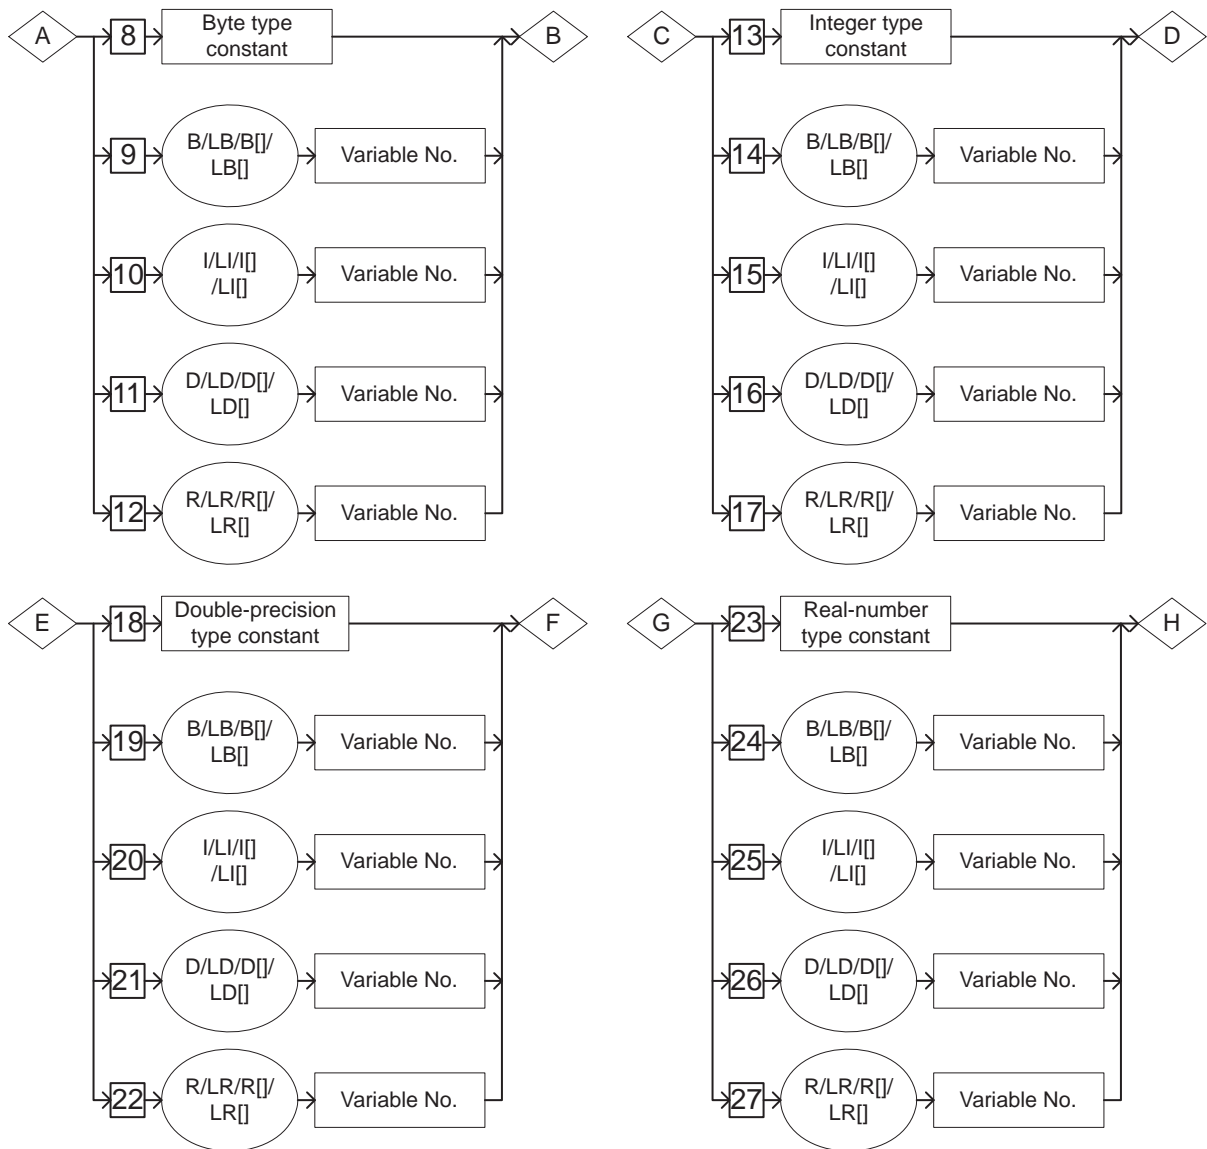 A
8
Byte type
constant
B
9
B/LB/B[]/
LB[]
Variable No.
10
I/LI/I[]
/LI[]
Variable No.
11
D/LD/D[]/
LD[]
Variable No.
12
R/LR/R[]/
LR[]
Variable No.
C
13
Integer type
constant
D
14
B/LB/B[]/
LB[]
Variable No.
15
I/LI/I[]
/LI[]
Variable No.
16
D/LD/D[]/
LD[]
Variable No.
17
R/LR/R[]/
LR[]
Variable No.
E
18
Double-precision
type constant
F
19
B/LB/B[]/
LB[]
Variable No.
20
I/LI/I[]
/LI[]
Variable No.
21
D/LD/D[]/
LD[]
Variable No.
22
R/LR/R[]/
LR[]
Variable No.
G
23
Real-number
type constant
H
24
B/LB/B[]/
LB[]
Variable No.
25
I/LI/I[]
/LI[]
Variable No.
26
D/LD/D[]/
LD[]
Variable No.
27
R/LR/R[]/
LR[]
Variable No.